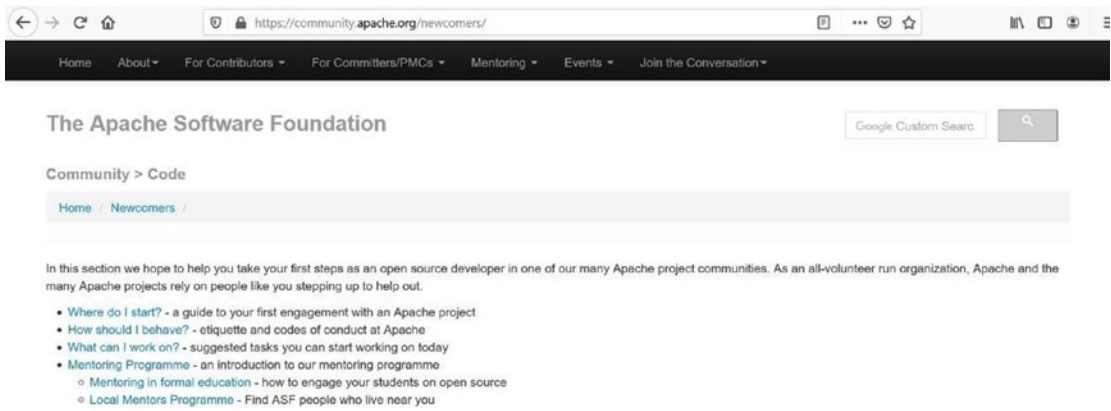 https://community.apache.org/newcomers/
Home About For Contributors For Committers/PMCs Mentoring Events Join the Conversation
The Apache Software Foundation
Google Custom Searc
Community > Code
Home / Newcomers /
In this section we hope to help you take your first steps as an open source developer in one of our many Apache project communities. As an all-volunteer run organization, Apache and the
many Apache projects rely on people like you stepping up to help out.
• Where do I start? - a guide to your first engagement with an Apache project
• How should I behave? - etiquette and codes of conduct at Apache
• What can I work on? - suggested tasks you can start working on today
• Mentoring Programme - an introduction to our mentoring programme
◦ Mentoring in formal education - how to engage your students on open source
◦ Local Mentors Programme - Find ASF people who live near you